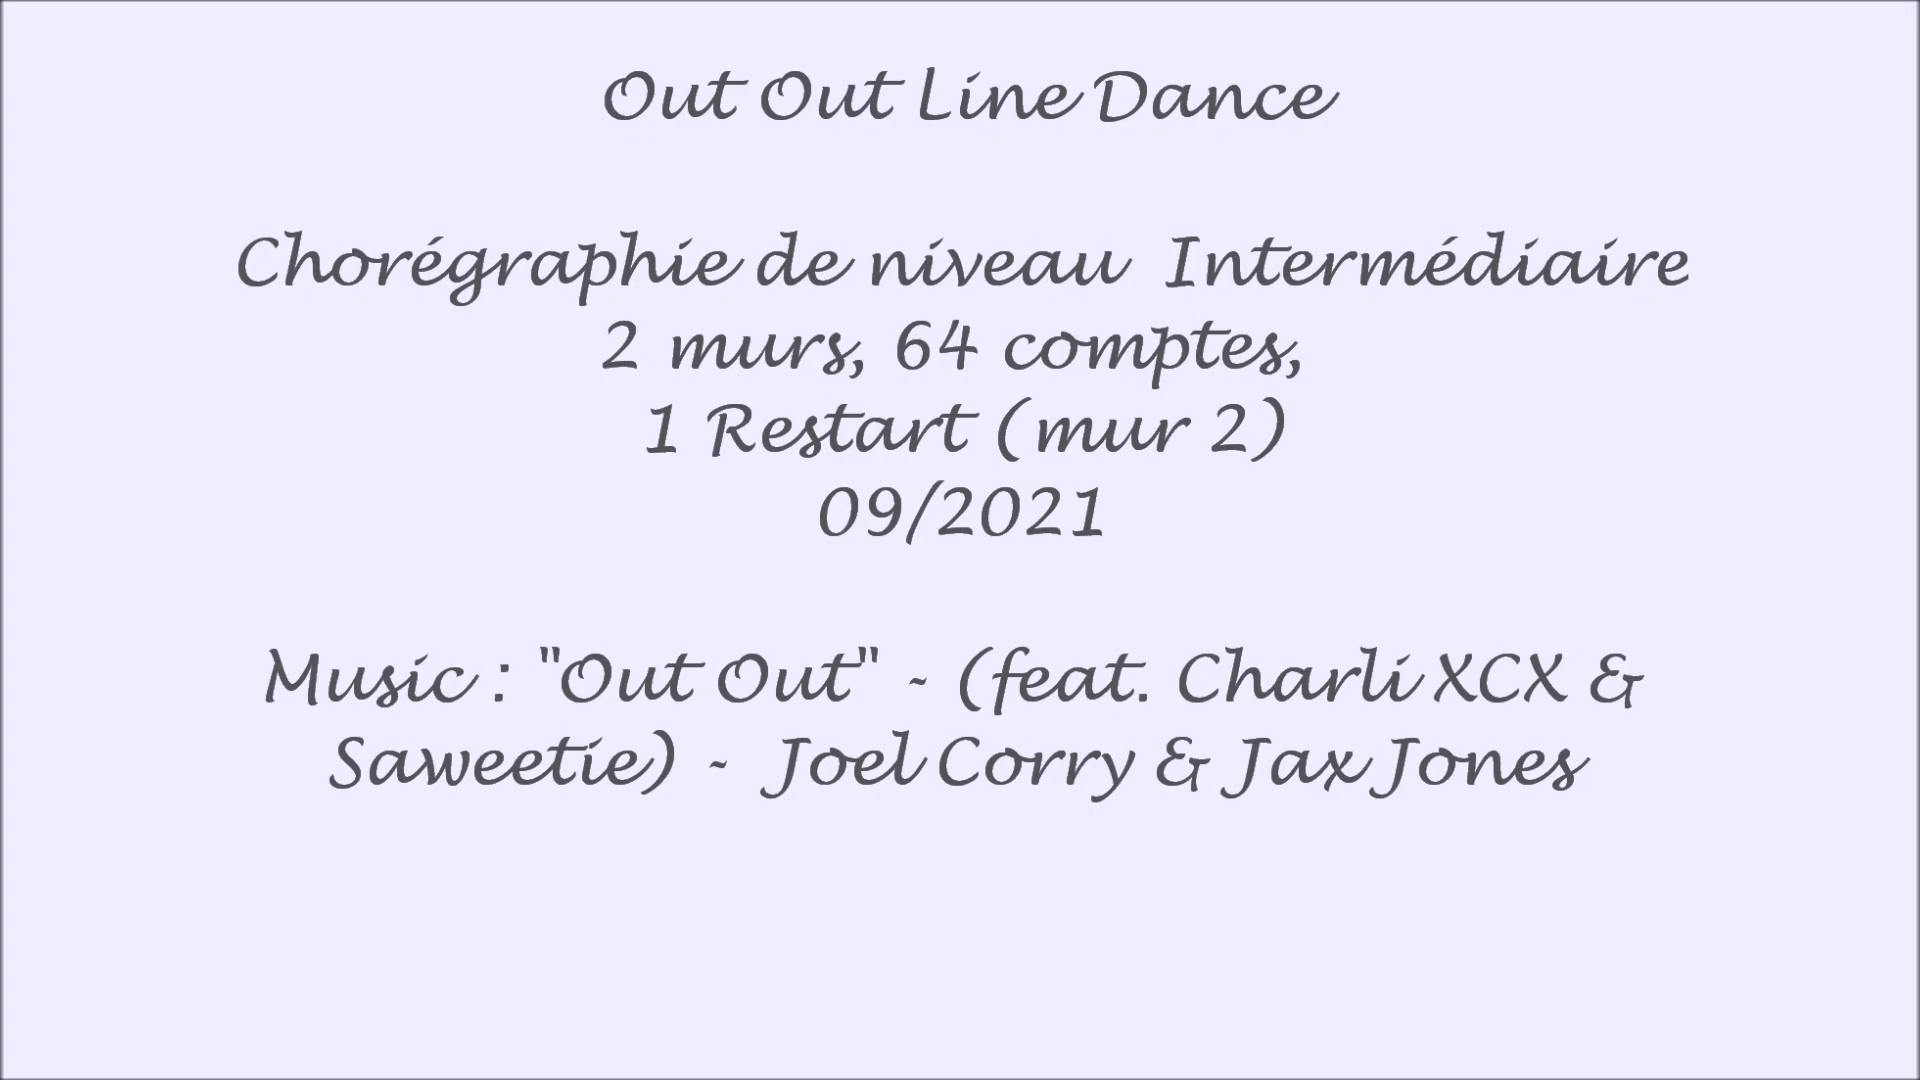 Out Out Line Dance
Chorégraphie de niveau Intermédiaire
2 murs, 64 comptes,
1 Restart (mur 2)
09/2021
Music : "Out Out" - (feat. Charli XCX &
Saweetie) - Joel Corry & Jax Jones